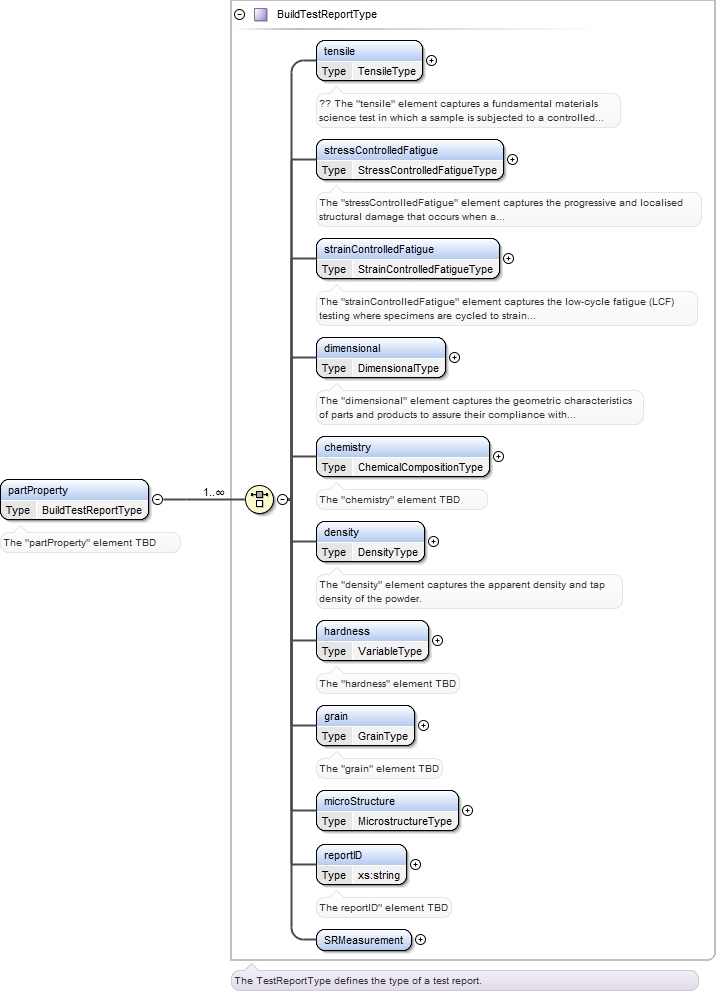 BuildTestReportType
tensile
Type TensileType
?? The "tensile" element captures a fundamental materials
science test in which a sample is subjected to a controlled...
stressControlledFatigue
Type StressControlledFatigueType
The "stressControlledFatigue" element captures the progressive and localised
structural damage that occurs when a...
strainControlledFatigue
Type StrainControlledFatigueType
The "strainControlledFatigue" element captures the low-cycle fatigue (LCF)
testing where specimens are cycled to strain...
dimensional
Type DimensionalType
The "dimensional" element captures the geometric characteristics
of parts and products to assure their compliance with...
chemistry
Type ChemicalCompositionType
The "chemistry" element TBD
partProperty
Type BuildTestReportType
The "partProperty" element TBD
1..∞
density
Type DensityType
The "density" element captures the apparent density and tap
density of the powder.
hardness
Type VariableType
The "hardness" element TBD
grain
Type GrainType
The "grain" element TBD
microStructure
Type MicrostructureType
reportID
Type xs:string
The reportID" element TBD
SRMeasurement
The TestReportType defines the type of a test report.